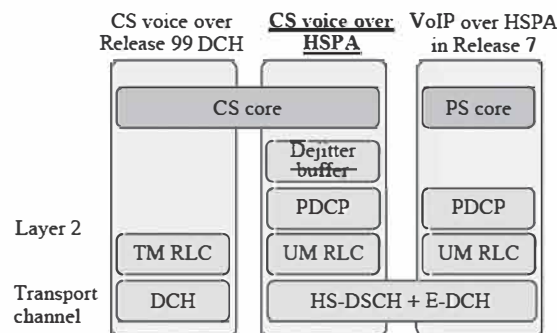 CS voice over
Release 99 DCH
CS voice over
HSPA
VoIP over HSPA
in Release 7
CS core
PS core
Dejitter
buffer
PDCP
PDCP
Layer 2
TM RLC
UM RLC
UM RLC
Transport
channel
DCH
HS-DSCH + E-DCH